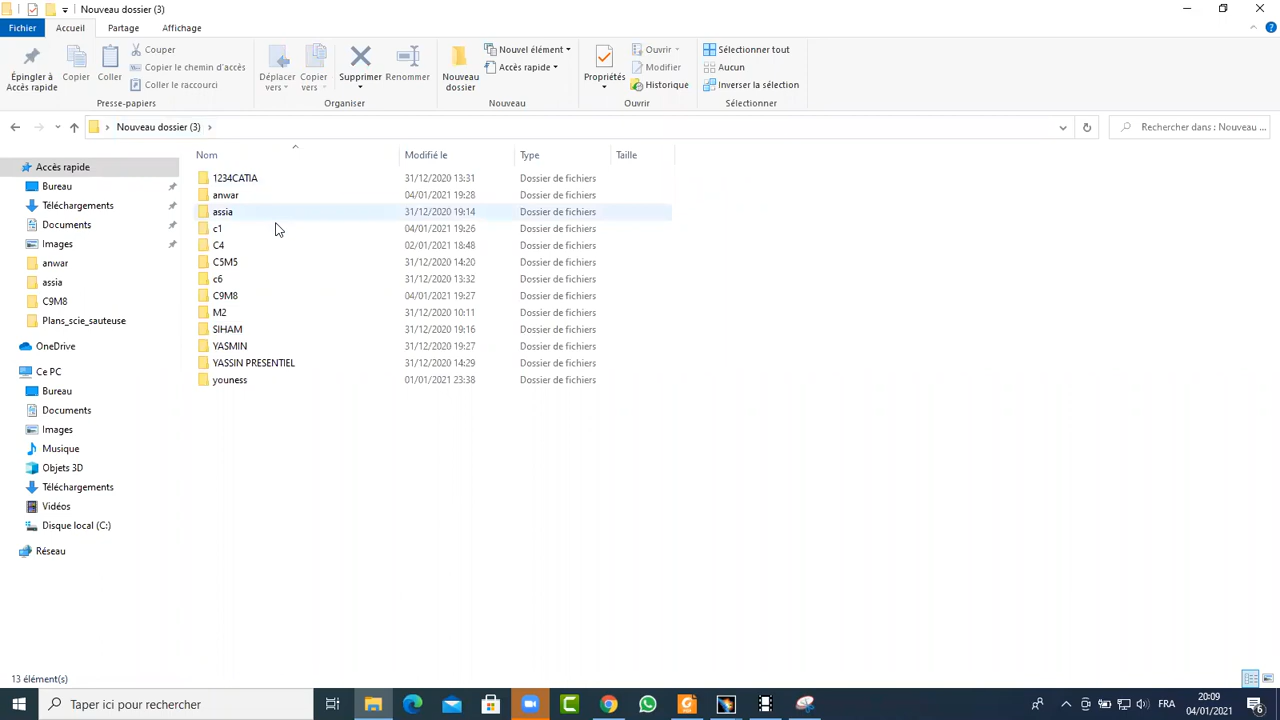 Nouveau dossier (3)
Fichier Accueil Partage Affichage
Épingler à Accès rapide
Copier
Coller
Couper
Copier le chemin d'accès
Coller le raccourci
Presse-papiers
Déplacer vers
Copier vers
Supprimer
Renommer
Organiser
Nouveau dossier
Nouvel élément
Accès rapide
Nouveau
Propriétés
Ouvrir
Modifier
Historique
Ouvrir
Sélectionner tout
Aucun
Inverser la sélection
Sélectionner
Nouveau dossier (3)
Rechercher dans : Nouveau ...
Accès rapide
Bureau
Téléchargements
Documents
Images
anwar
assia
C9M8
Plans_scie_sauteuse
OneDrive
Ce PC
Bureau
Documents
Images
Musique
Objets 3D
Téléchargements
Vidéos
Disque local (C:)
Réseau
Nom Modifié le Type Taille
1234CATIA 31/12/2020 13:31 Dossier de fichiers
anwar 04/01/2021 19:28 Dossier de fichiers
assia 31/12/2020 19:14 Dossier de fichiers
c1 04/01/2021 19:26 Dossier de fichiers
C4 02/01/2021 18:48 Dossier de fichiers
C5M5 31/12/2020 14:20 Dossier de fichiers
c6 31/12/2020 13:32 Dossier de fichiers
C9M8 04/01/2021 19:27 Dossier de fichiers
M2 31/12/2020 10:11 Dossier de fichiers
SIHAM 31/12/2020 19:16 Dossier de fichiers
YASMIN 31/12/2020 19:27 Dossier de fichiers
YASSIN PRESENTIEL 31/12/2020 14:29 Dossier de fichiers
youness 01/01/2021 23:38 Dossier de fichiers
13 élément(s)
Taper ici pour rechercher
FRA
20:09
04/01/2021
6